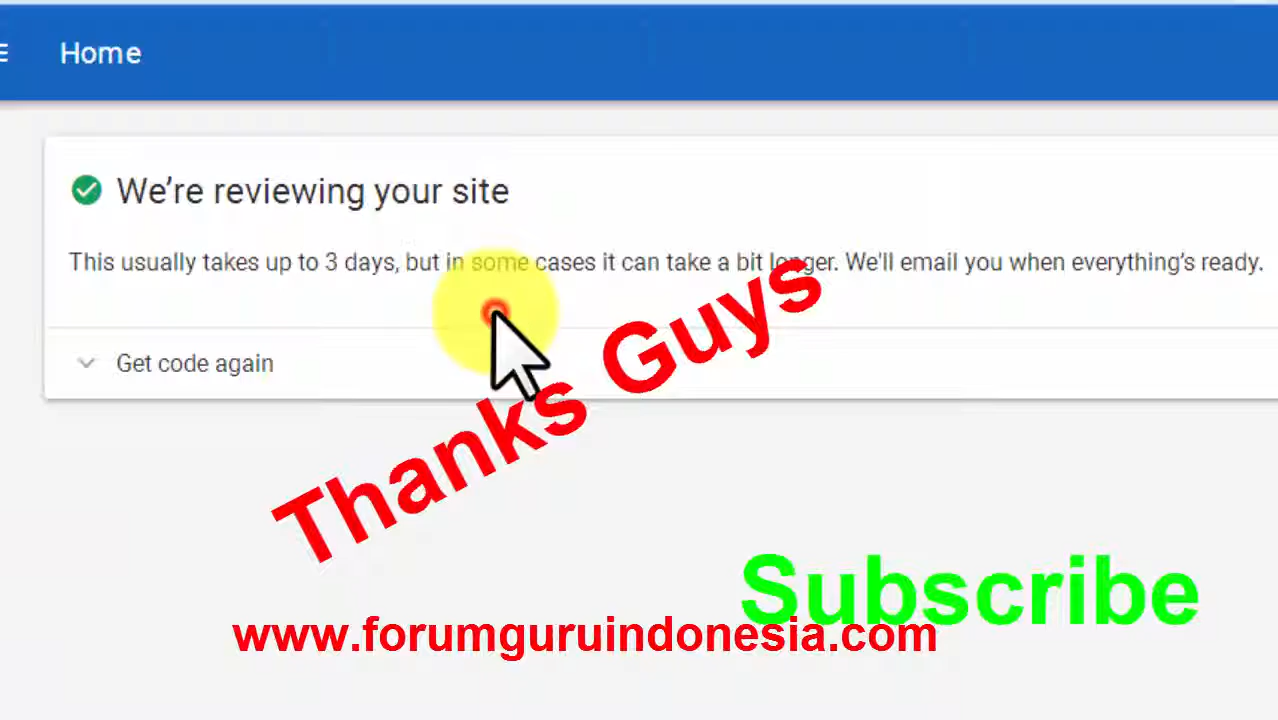 Home
We're reviewing your site
This usually takes up to 3 days, but in some cases it can take a bit longer. We'll email you when everything's ready.
Get code again
Thanks Guys
Subscribe
www.forumguruindonesia.com